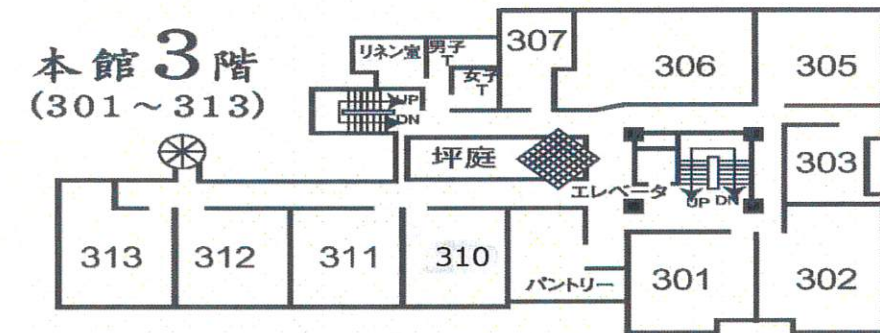 本館3階
(301～313)
リネン室
男子
T
女子
T
307
306
305
UP
DN
坪庭
エレベータ
UP DN
303
313
312
311
310
パントリー
301
302